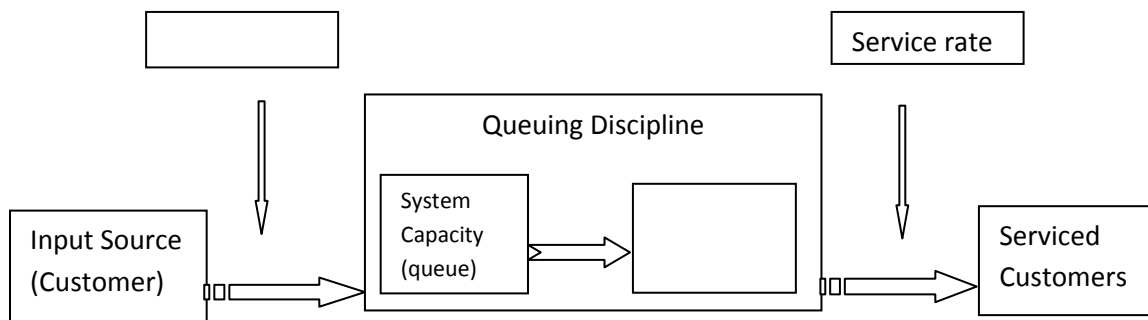 Service rate
Queuing Discipline
System
Capacity
(queue)
Input Source
(Customer)
Serviced
Customers